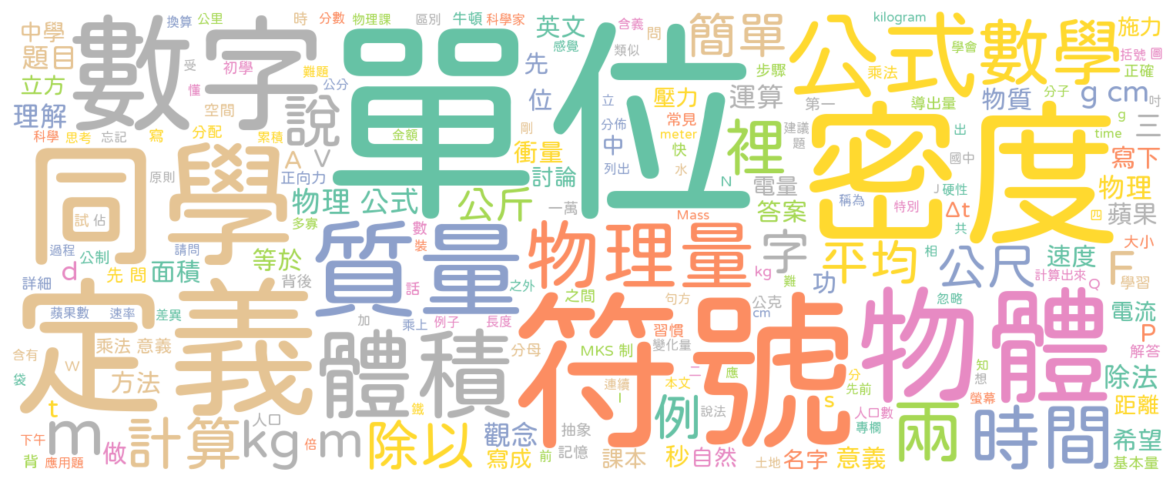 中學 換算 公里 時 分數 物理課 區別 牛頓 科學家 英文 簡單 kilogram 學會 施力
題目 數字 單位 感覺 類似 問 公式 數學 括號 圖
立方 受 初學 難題 先 步驟 乘法 正確
理解 懂 公分 位 壓力 運算 第一 導出量 物質 分子 g cm
空間 說 立 分佈 常見 建議 密度 g 吋
科學 思考 忘記 寫 分配 累積 金額 則 中 meter 快 裡 題 出 time 三
同學 A V 衡量 列出 水 國中 寫下
原則 正向力 討論 N 電量 J 硬性 物理
試 佔 物理 公式 公斤 一萬 答案 稱為 特別 Δt 四 蘋果
過程 公制 請問 多寡 數 裝 Mass 字 共 大小
詳細 d 先 問 面積 等於 質量 物理量 kg 難 平均 相 公尺 速度 F 計算出來 Q 學習
背後 話 之外 之間 公克 功 忽略
蘋果數 速率 差異 加 乘上 例子 長度 句方 cm 電流
定義 符號 習慣 物體 P
含有 乘法 意義 體積 分母 MKS 制 變化量 知 解答
袋 W 方法 鐵 二 應 分 想 除法
連續 本文 先前 螢幕
t 人口 l 例 說法 s 人口數 兩 時間 距離
下午 m 做 計算 kg m 除以 觀念 抽象 專欄 希望
背 應用題 倍 寫成 前 記憶 課本 秒 自然 土地 名字 意義 基本量